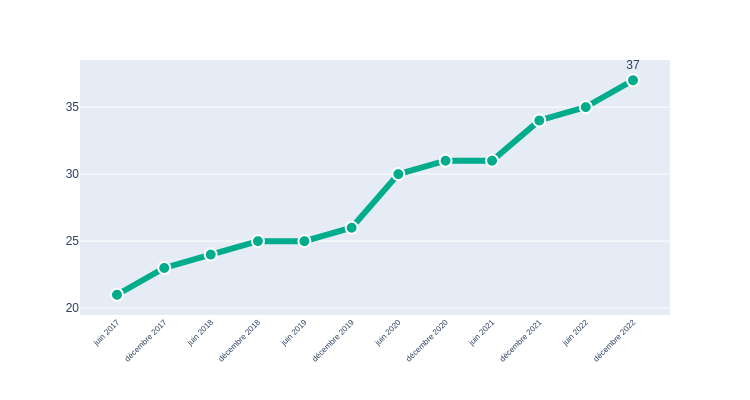 37
35
30
25
20
juin 2017
décembre 2017
juin 2018
décembre 2018
juin 2019
décembre 2019
juin 2020
décembre 2020
juin 2021
décembre 2021
juin 2022
décembre 2022